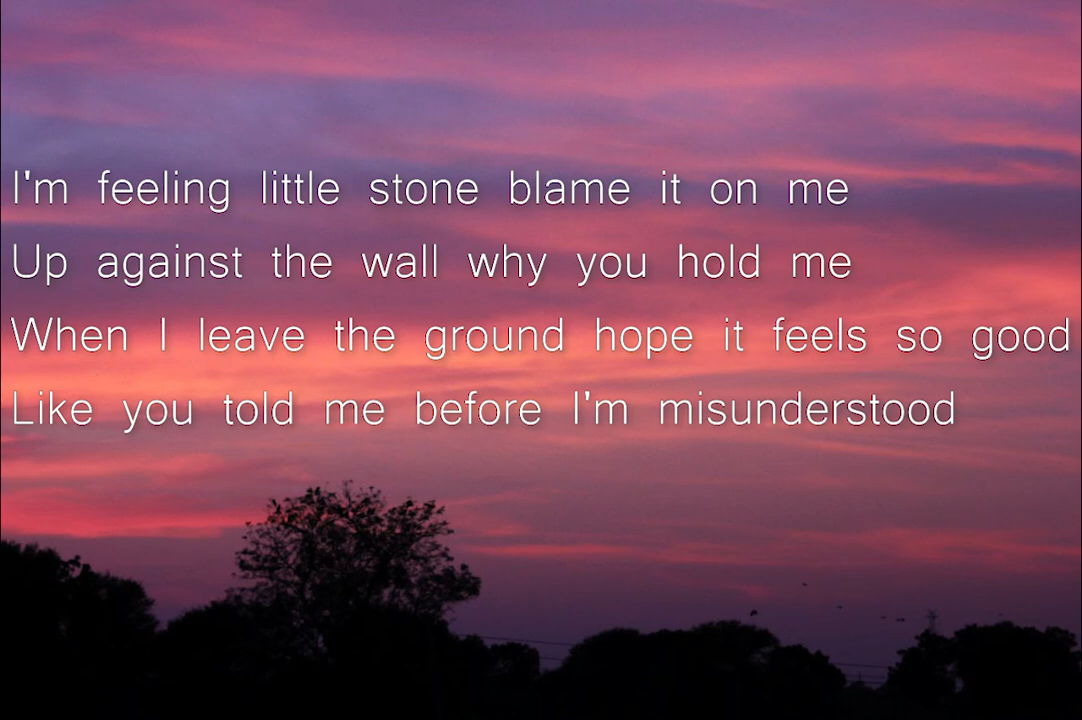 I'm feeling little stone blame it on me
Up against the wall why you hold me
When I leave the ground hope it feels so good
Like you told me before I'm misunderstood